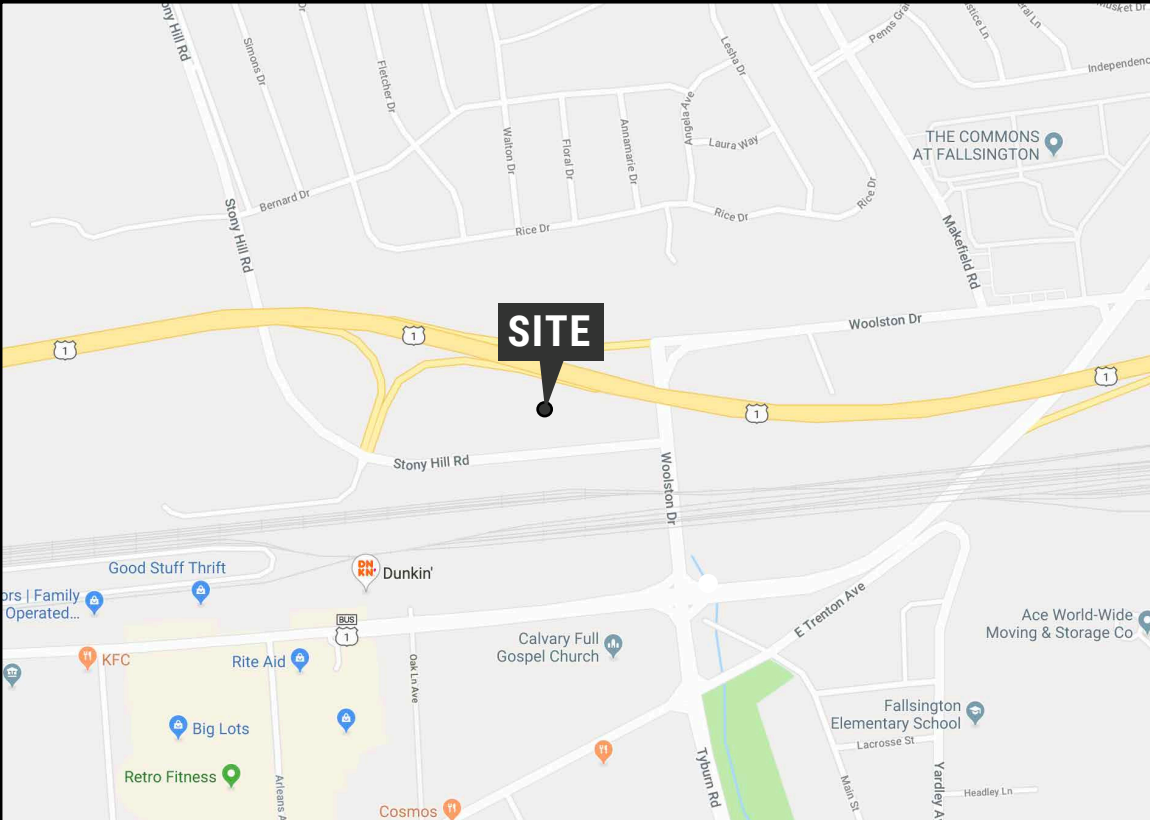 ony Hill Rd
Simons Dr
Dr
Fletcher Dr
Lesha Dr
Penns Gra
stice Ln
ral Ln
usket Dr
Independenc
Walton Dr
Floral Dr
Annamarie Dr
Angela Ave
Laura Way
THE COMMONS
AT FALLSINGTON
Bernard Dr
Stony Hill Rd
Rice Dr
Rice Dr
Rice Dr
Makefield Rd
SITE
1
1
1
1
Woolston Dr
Stony Hill Rd
Woolston Dr
Good Stuff Thrift
DN
KN'
Dunkin'
ors | Family
Operated...
BUS
1
KFC
Rite Aid
Oak Ln Ave
Calvary Full
Gospel Church
E Trenton Ave
Ace World-Wide
Moving & Storage Co
Big Lots
Fallsington
Elementary School
Lacrosse St
Retro Fitness
Arleans A
Cosmos
Tyburn Rd
Main St
Yardley A
Headley Ln